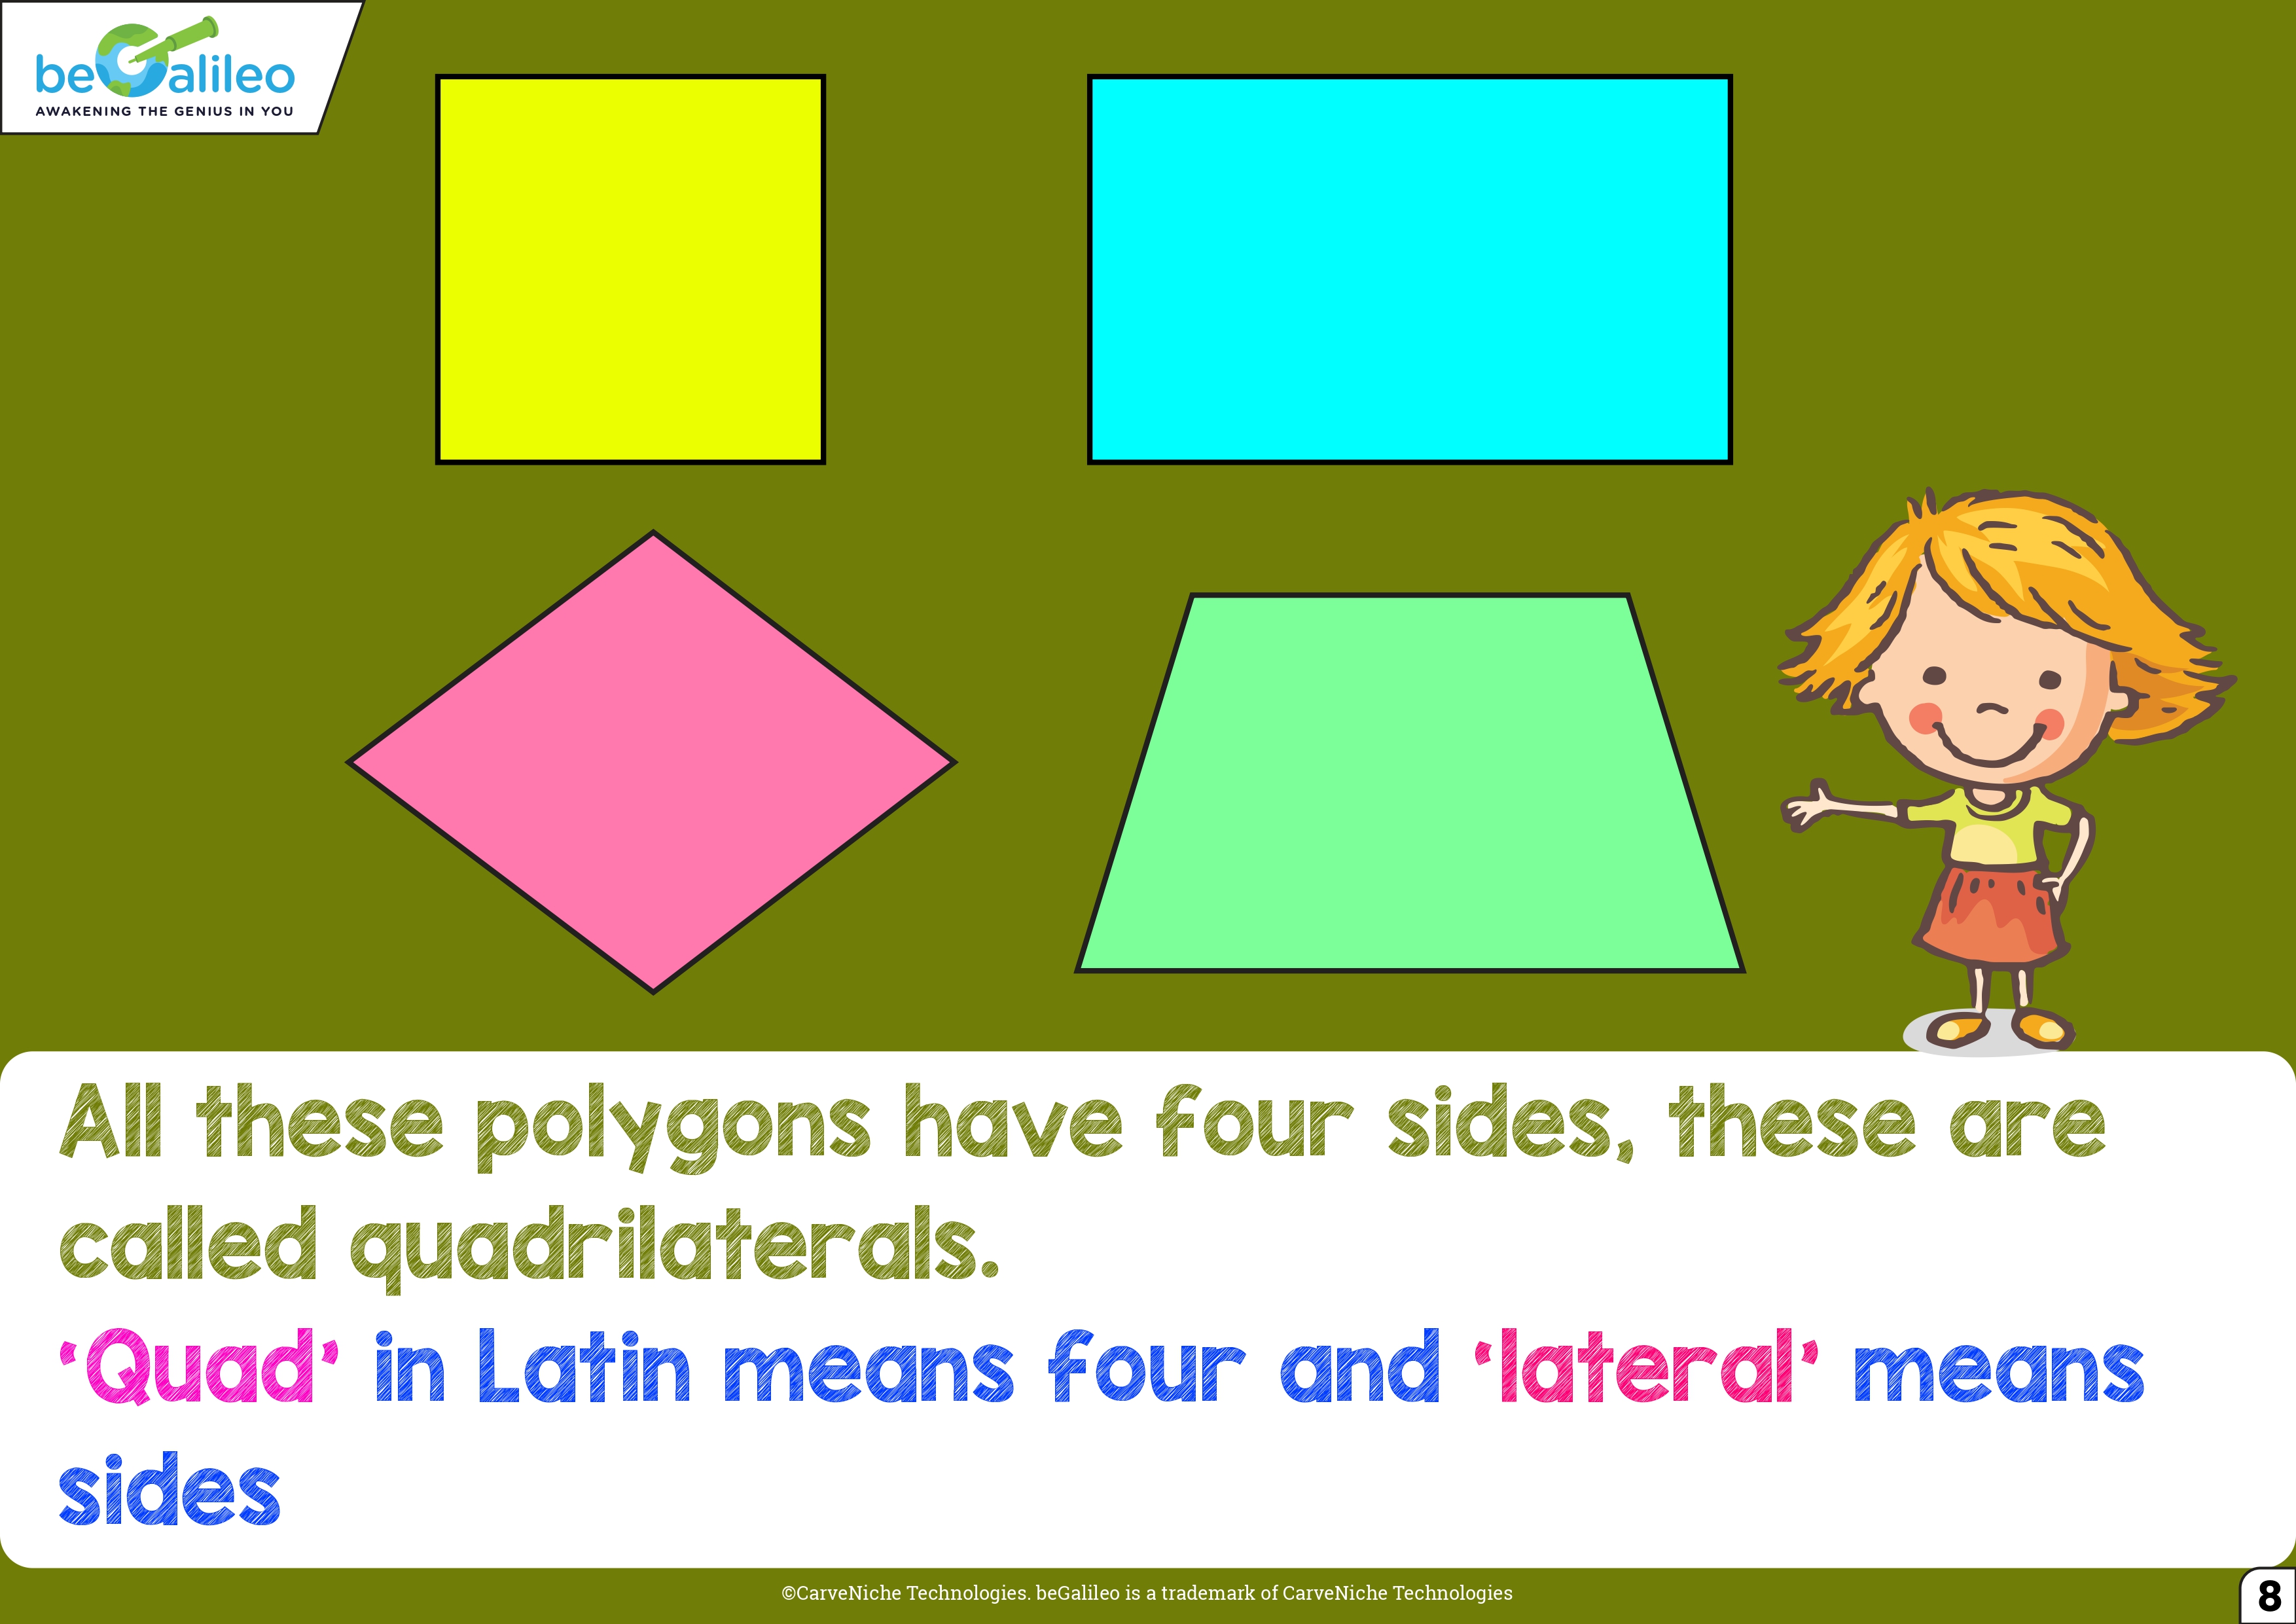 beGalileo
AWAKENING THE GENIUS IN YOU
All these polygons have four sides, these are
called quadrilaterals.
‘Quad’ in Latin means four and ‘lateral’ means
sides
©CarveNiche Technologies. beGalileo is a trademark of CarveNiche Technologies
8